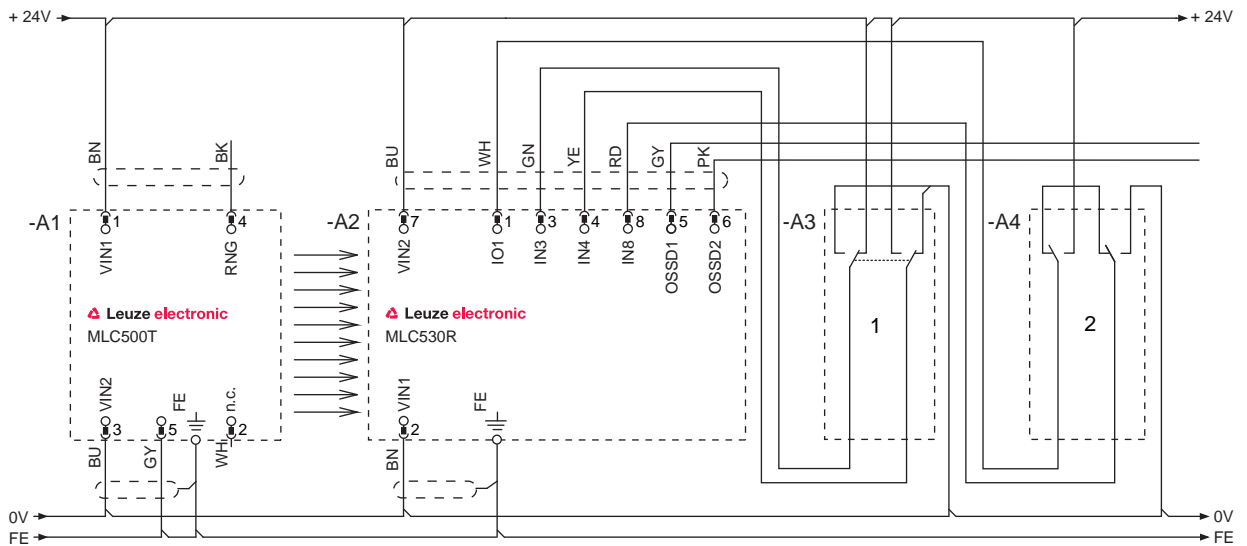 + 24V
+ 24V
BN
BK
BU
WH
GN
YE
RD
GY
PK
-A1
1
4
-A2
7
1
3
4
8
5
6
-A3
-A4
VIN1
RNG
VIN2
IO1
IN3
IN4
IN8
OSSD1
OSSD2
Leuze electronic
MLC500T
Leuze electronic
MLC530R
1
2
VIN2
FE
n.c.
VIN1
FE
3
5
2
2
BU
GY
WH
BN
0V
0V
FE
FE